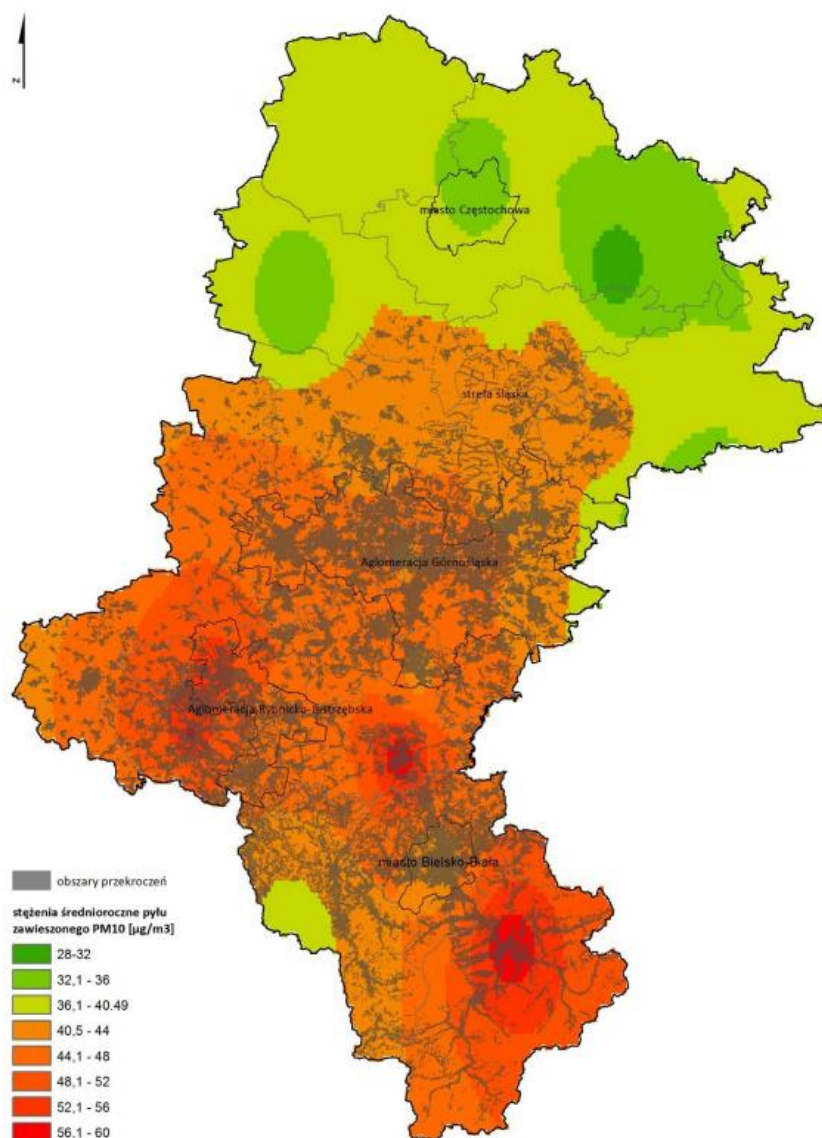 N
miasto Częstochowa
strefa śląska
Aglomeracja Górnośląska
Aglomeracja Rybnicko-Jastrzębska
miasto Bielsko-Biała
obszary przekroczeń
stężenia średnioroczne pyłu
zawieszonego PM10 [µg/m3]
28-32
32,1 - 36
36,1 - 40.49
40,5 - 44
44,1 - 48
48,1 - 52
52,1 - 56
56,1 - 60